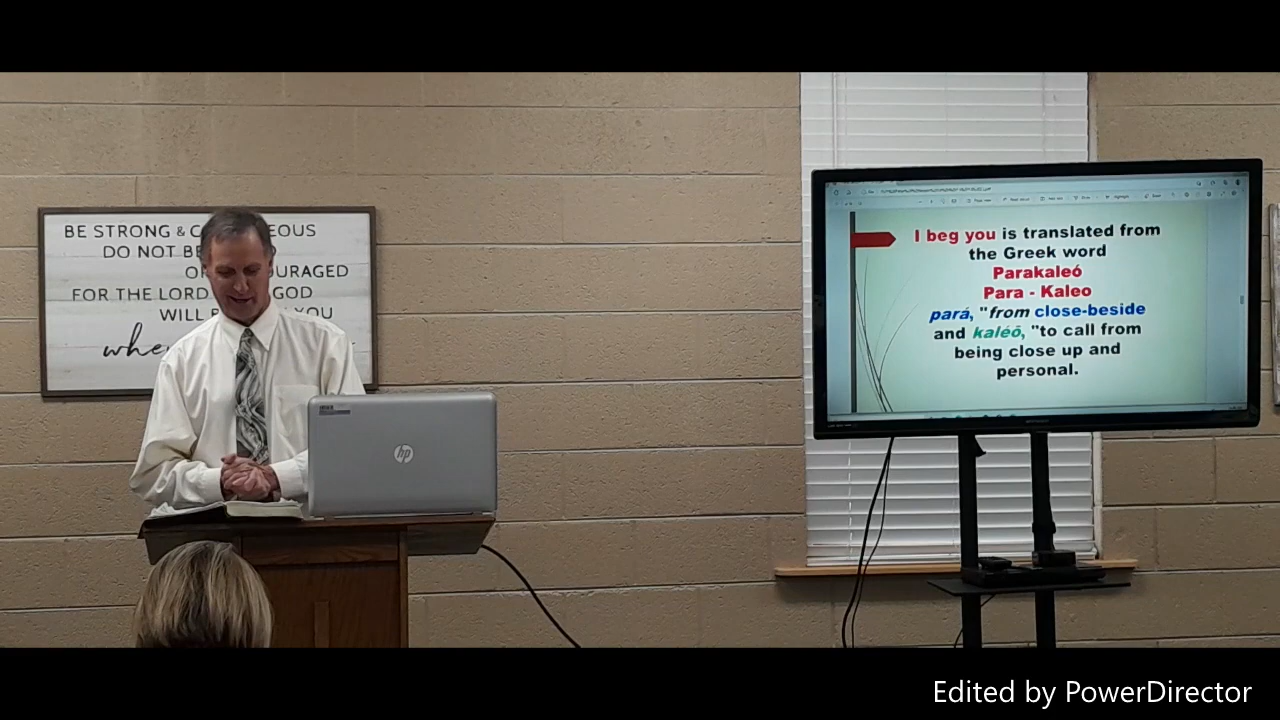 BE STRONG & C EOUS
DO NOT BE
OURAGED
FOR THE LORD GOD
WILL YOU
whe
hp
I beg you is translated from
the Greek word
Parakaleó
Para - Kaleo
pará, "from close-beside
and kaléō, "to call from
being close up and
personal.
Edited by PowerDirector